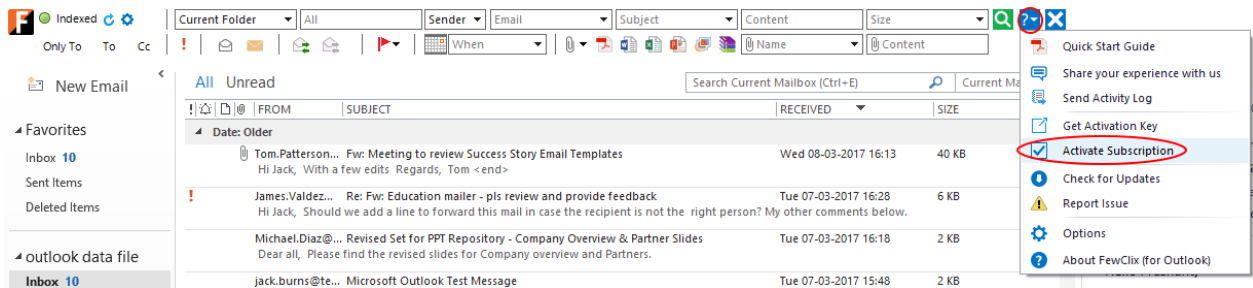 Indexed
Current Folder All Sender Email Subject Content Size ?
Only To To Cc ! When Name Content
New Email
Favorites
Inbox 10
Sent Items
Deleted Items
outlook data file
Inbox 10
All Unread Search Current Mailbox (Ctrl+E) Current
! FROM SUBJECT RECEIVED SIZE
Date: Older
Tom.Patterson... Fw: Meeting to review Success Story Email Templates Wed 08-03-2017 16:13 40 KB
Hi Jack, With a few edits Regards, Tom <end>
! James.Valdez... Re: Fw: Education mailer - pls review and provide feedback Tue 07-03-2017 16:28 6 KB
Hi Jack, Should we add a line to forward this mail in case the recipient is not the right person? My other comments below.
Michael.Diaz@... Revised Set for PPT Repository - Company Overview & Partner Slides Tue 07-03-2017 16:18 2 KB
Dear all, Please find the revised slides for Company overview and Partners.
jack.burns@te... Microsoft Outlook Test Message Tue 07-03-2017 15:48 2 KB
Quick Start Guide
Share your experience with us
Send Activity Log
Get Activation Key
Activate Subscription
Check for Updates
Report Issue
Options
About FewClix (for Outlook)